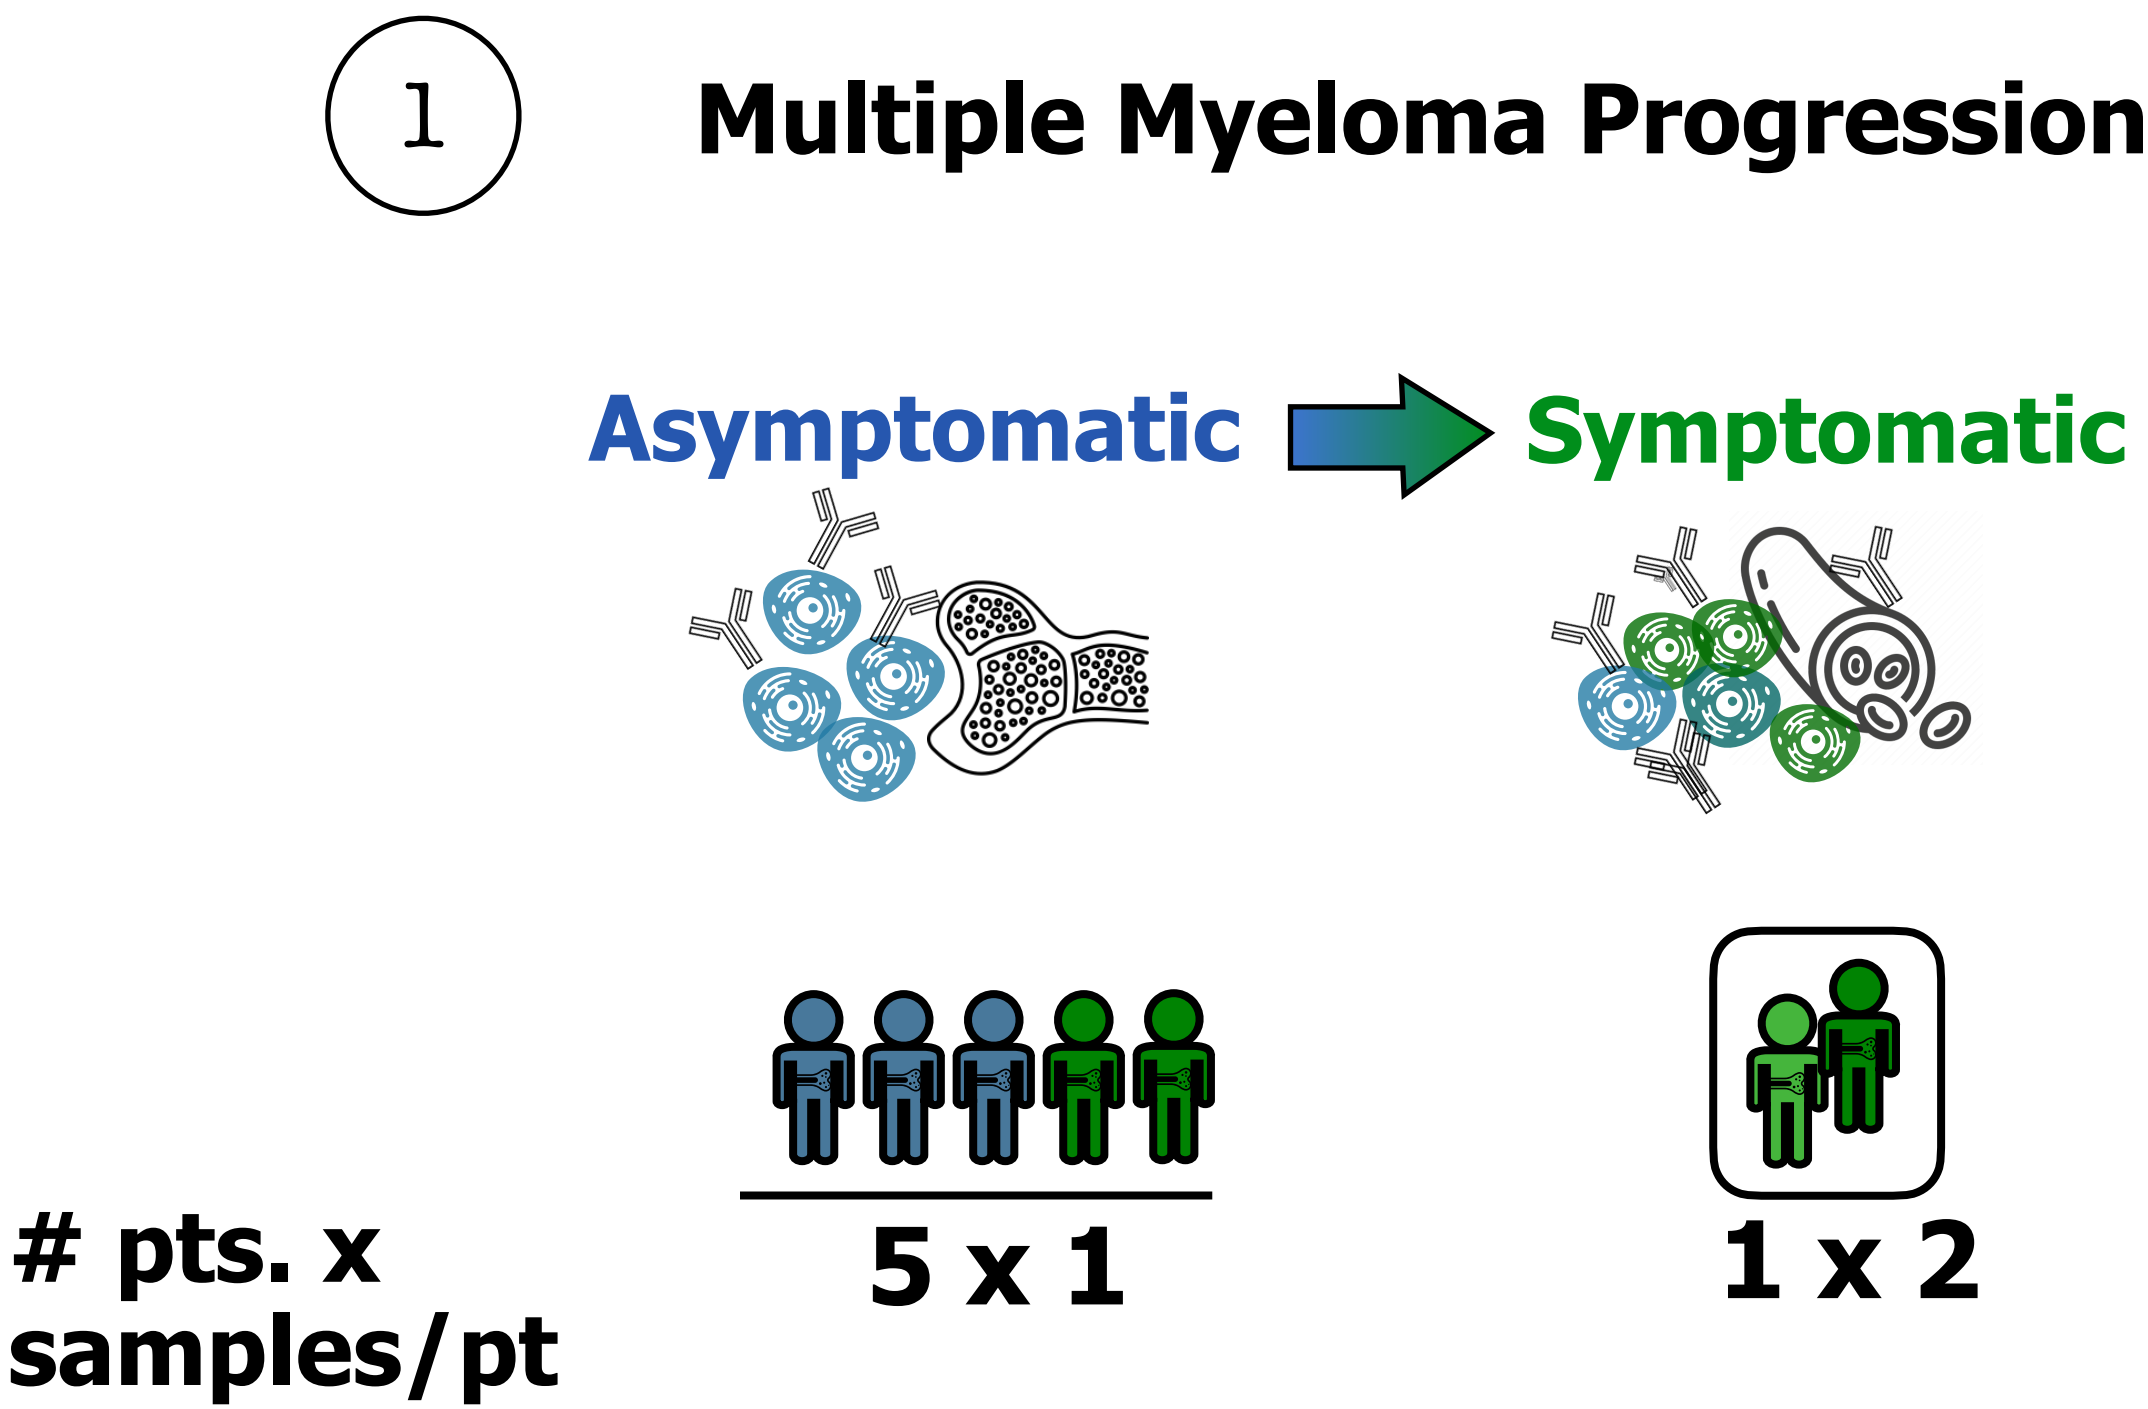 1
Multiple Myeloma Progression
Asymptomatic
Symptomatic
# pts. x
samples/pt
5 x 1
1 x 2